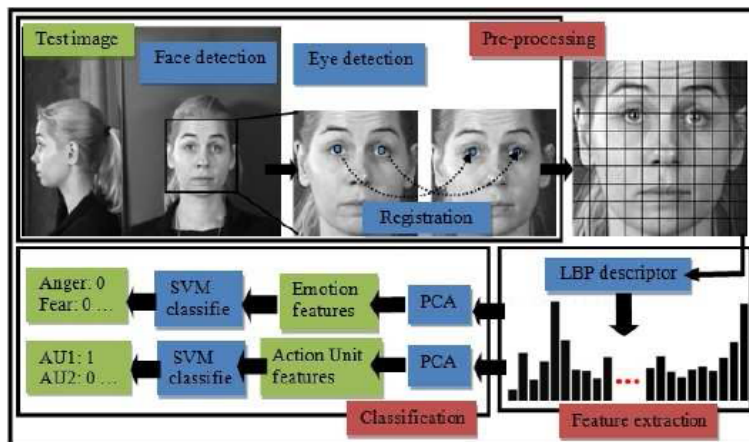 Test image
Pre-processing
Face detection
Eye detection
Registration
LBP descriptor
Anger: 0
Fear: 0 ...
SVM
classifie
Emotion
features
PCA
AU1: 1
AU2: 0 ...
SVM
classifie
Action Unit
features
PCA
Classification
Feature extraction